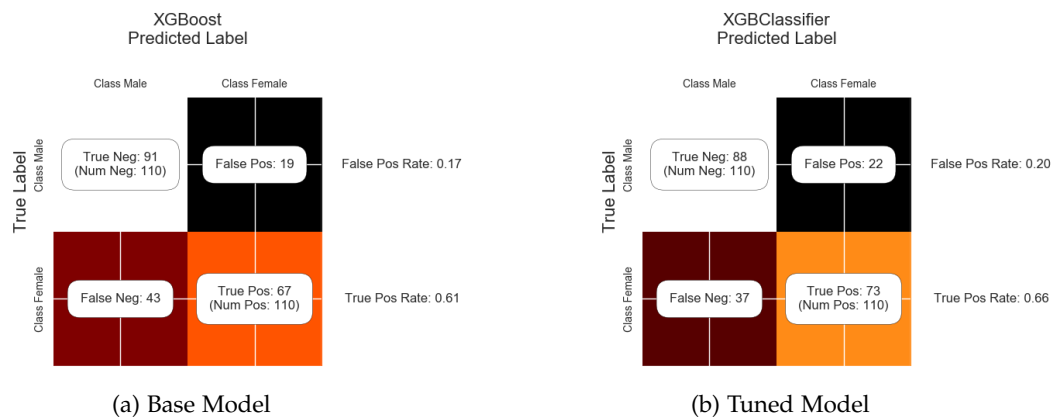 XGBoost
Predicted Label
Class Male
Class Female
True Label
Class Male
True Neg: 91
(Num Neg: 110)
False Pos: 19
False Pos Rate: 0.17
Class Female
False Neg: 43
True Pos: 67
(Num Pos: 110)
True Pos Rate: 0.61
(a) Base Model
XGBClassifier
Predicted Label
Class Male
Class Female
True Label
Class Male
True Neg: 88
(Num Neg: 110)
False Pos: 22
False Pos Rate: 0.20
Class Female
False Neg: 37
True Pos: 73
(Num Pos: 110)
True Pos Rate: 0.66
(b) Tuned Model